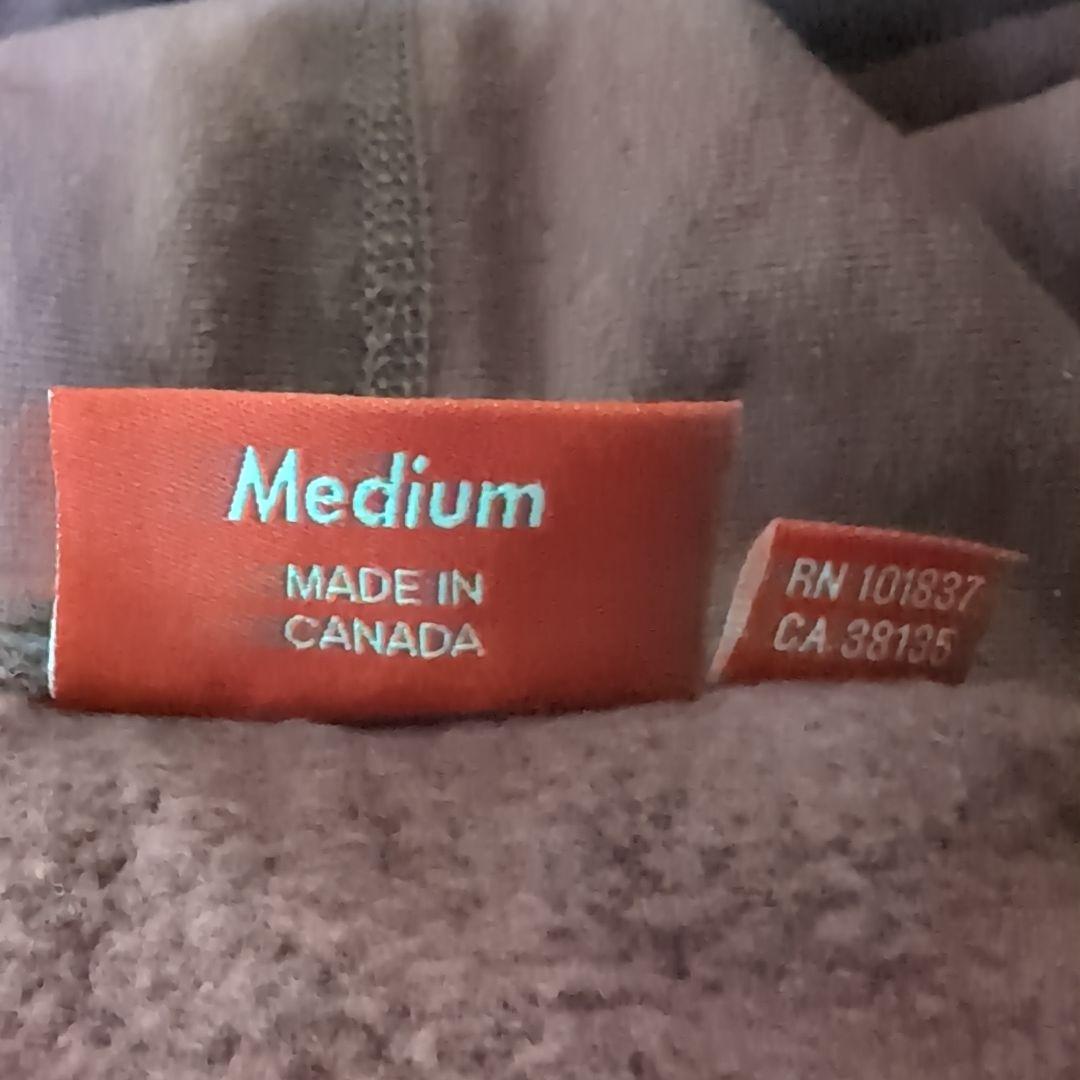 Medium
MADE IN
CANADA
RN 101837
CA 38135